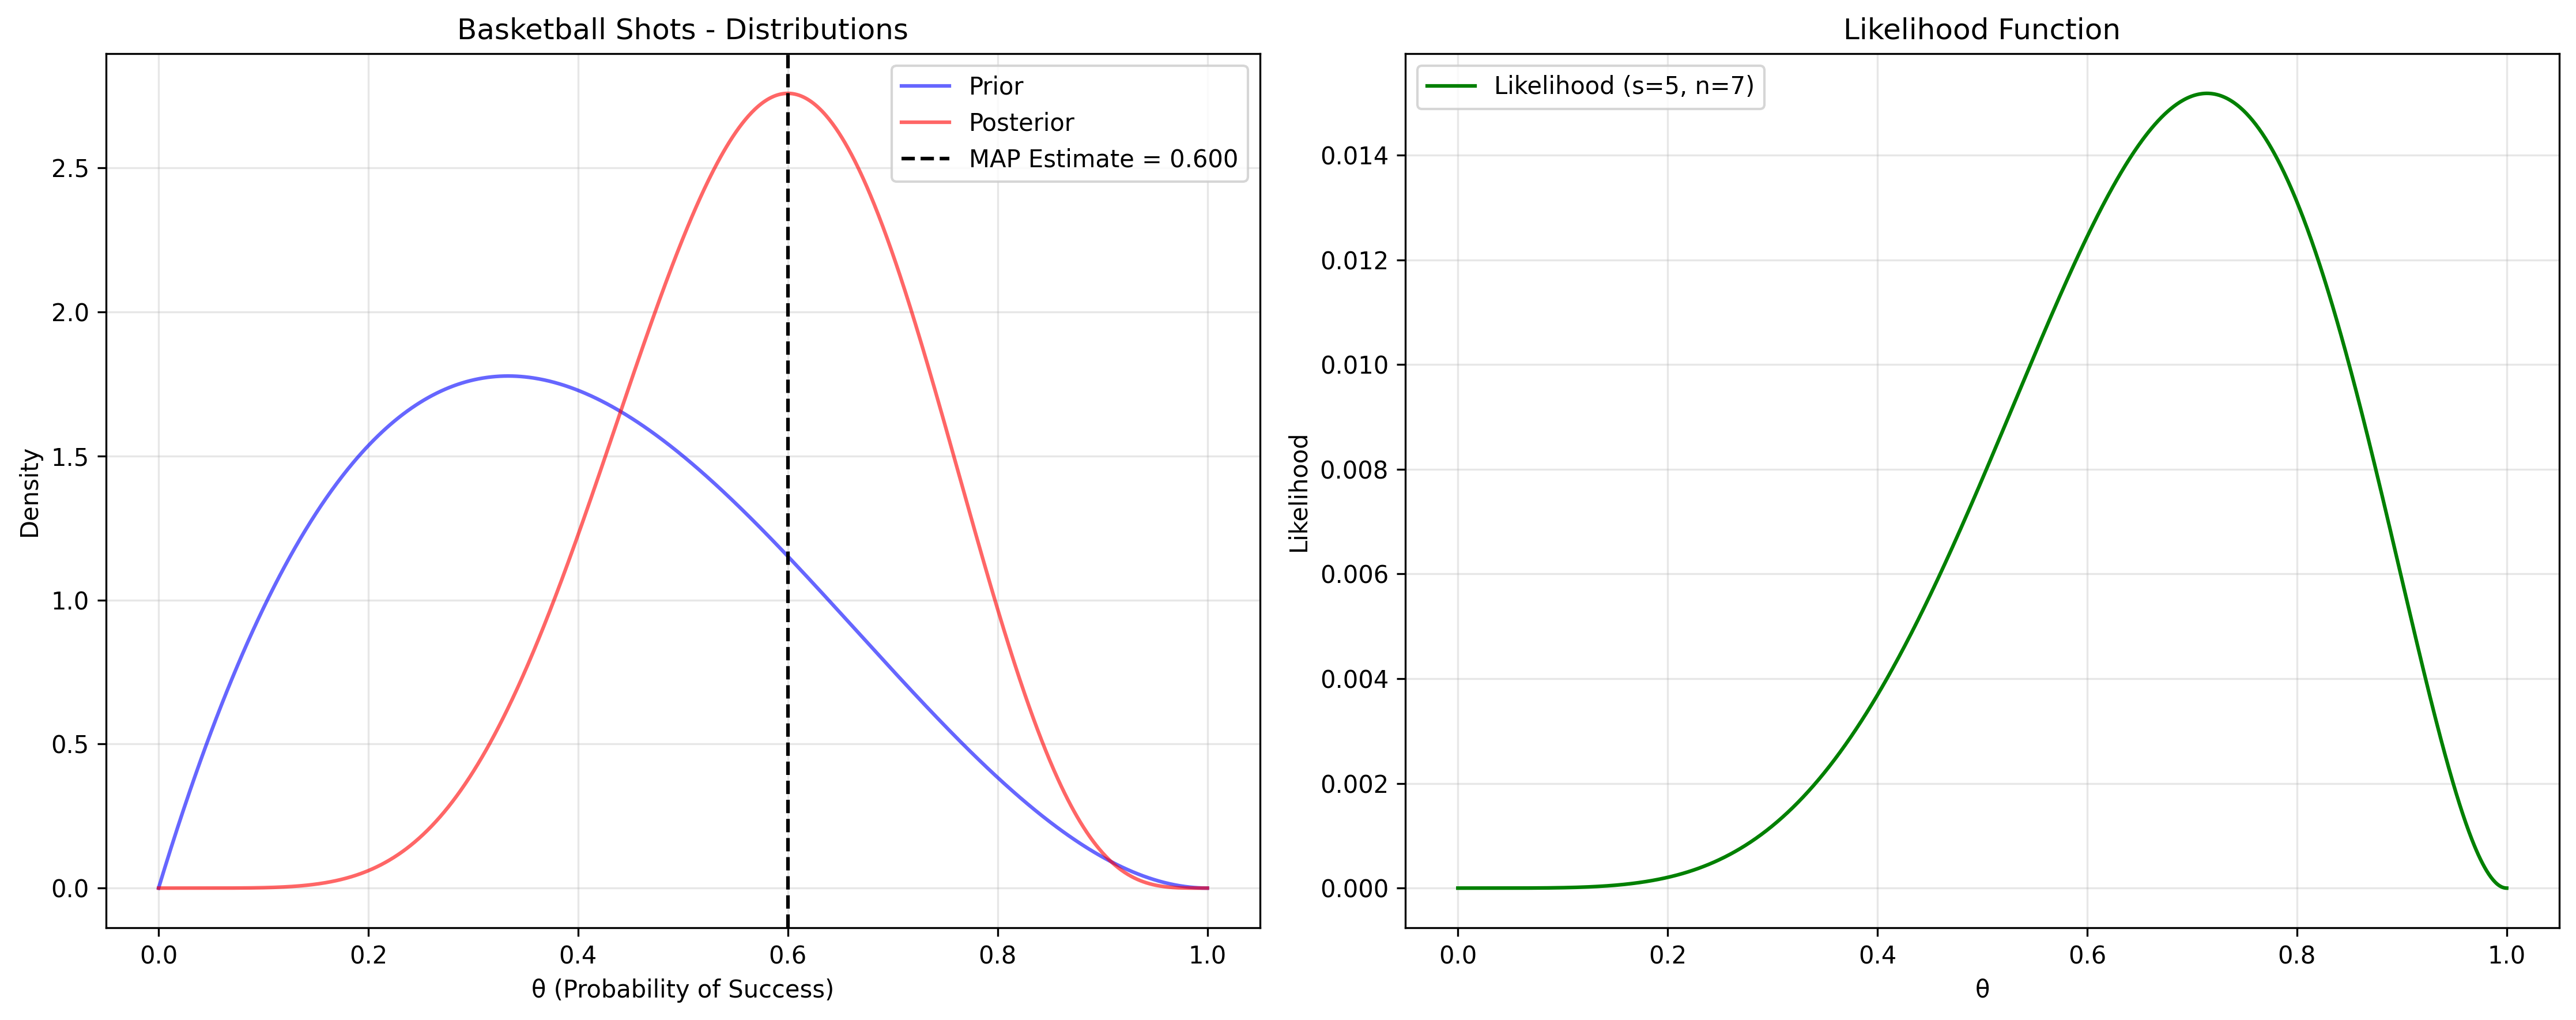 Basketball Shots - Distributions
Prior
Posterior
MAP Estimate = 0.600
Density
2.5
2.0
1.5
1.0
0.5
0.0
0.0 0.2 0.4 0.6 0.8 1.0
θ (Probability of Success)
Likelihood Function
Likelihood (s=5, n=7)
Likelihood
0.014
0.012
0.010
0.008
0.006
0.004
0.002
0.000
0.0 0.2 0.4 0.6 0.8 1.0
θ